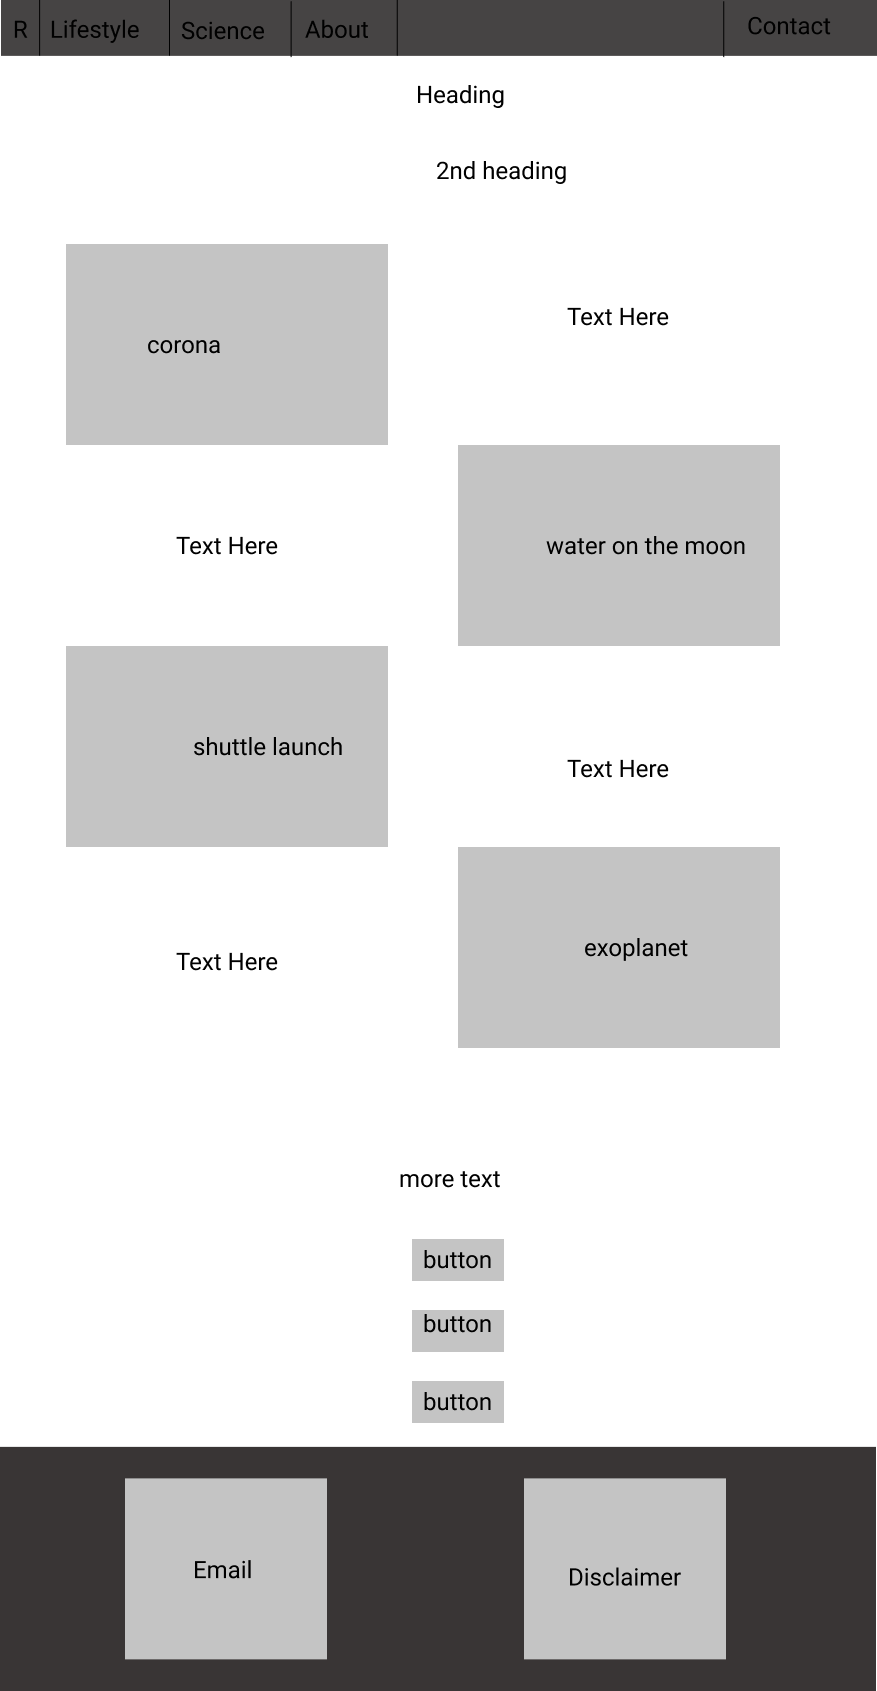 R Lifestyle Science About Contact
Heading
2nd heading
corona
Text Here
Text Here
water on the moon
shuttle launch
Text Here
Text Here
exoplanet
more text
button
button
button
Email
Disclaimer